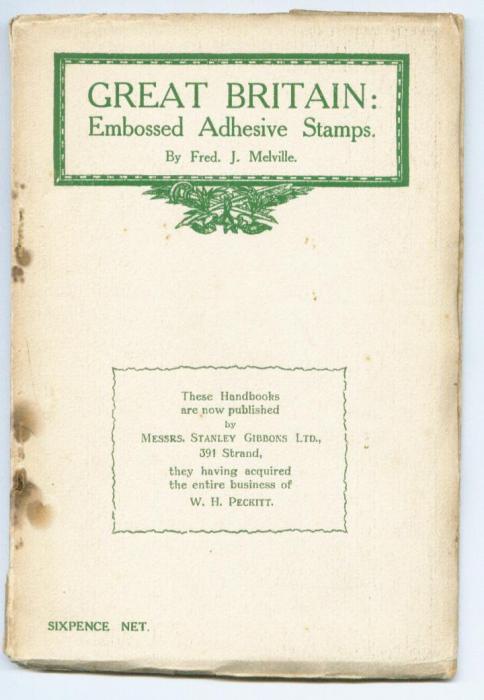 GREAT BRITAIN:
Embossed Adhesive Stamps.
By Fred. J. Melville.
These Handbooks
are now published
by
MESSRS. STANLEY GIBBONS LTD.,
391 Strand,
they having acquired
the entire business of
W. H. PECKITT.
SIXPENCE NET.